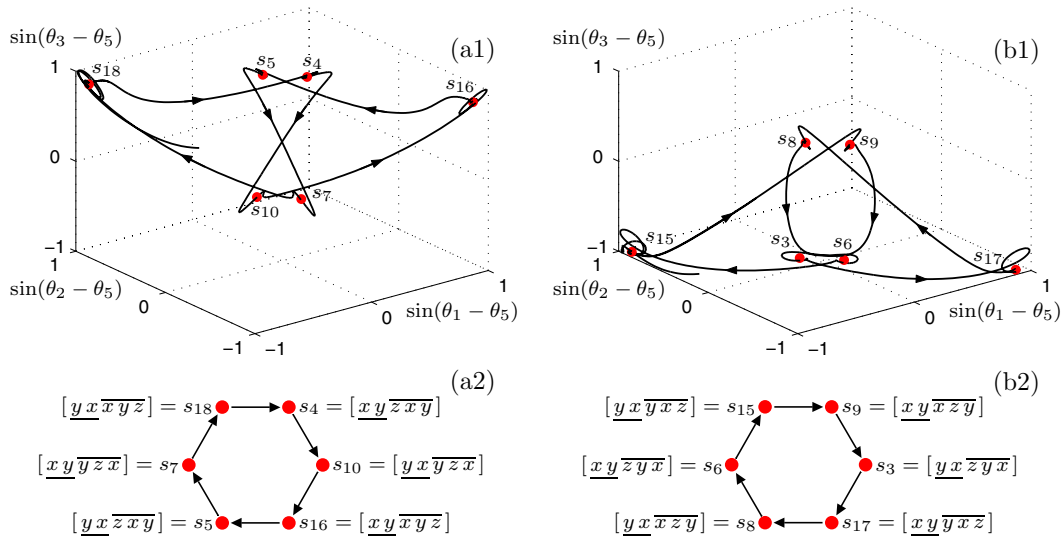 sin(θ₃ − θ₅)
(a1)
1
s₁₈
s₅
s₄
s₁₆
0
s₁₀
s₇
−1
1
sin(θ₂ − θ₅)
0
−1
−1
0
sin(θ₁ − θ₅)
1
sin(θ₃ − θ₅)
(b1)
1
s₈
s₉
0
−1
s₁₅
s₃
s₆
s₁₇
1
sin(θ₂ − θ₅)
0
−1
−1
0
sin(θ₁ − θ₅)
1
(a2)
[y x x y z] = s₁₈
s₄ = [x y z x y]
[x y y z x] = s₇
s₁₀ = [y x y z x]
[y x z x y] = s₅
s₁₆ = [x y x y z]
(b2)
[y x y x z] = s₁₅
s₉ = [x y x z y]
[x y z y x] = s₆
s₃ = [y x z y x]
[y x x z y] = s₈
s₁₇ = [x y y x z]